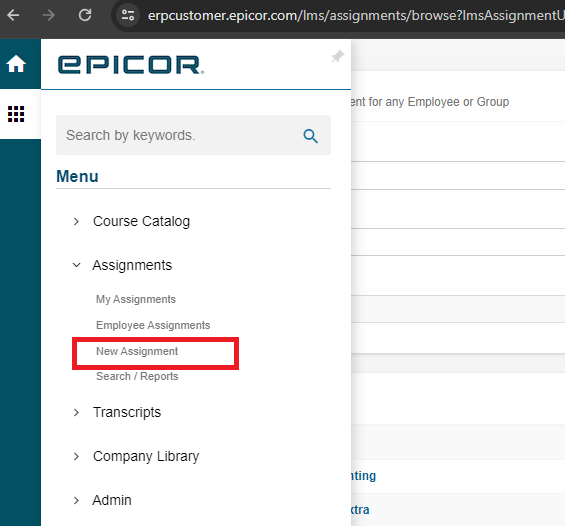 erpcustomer.epicor.com/lms/assignments/browse?lmsAssignmentU
EPICOR
ent for any Employee or Group
Search by keywords.
Menu
Course Catalog
Assignments
My Assignments
Employee Assignments
New Assignment
Search / Reports
Transcripts
Company Library
nting
Admin
xtra